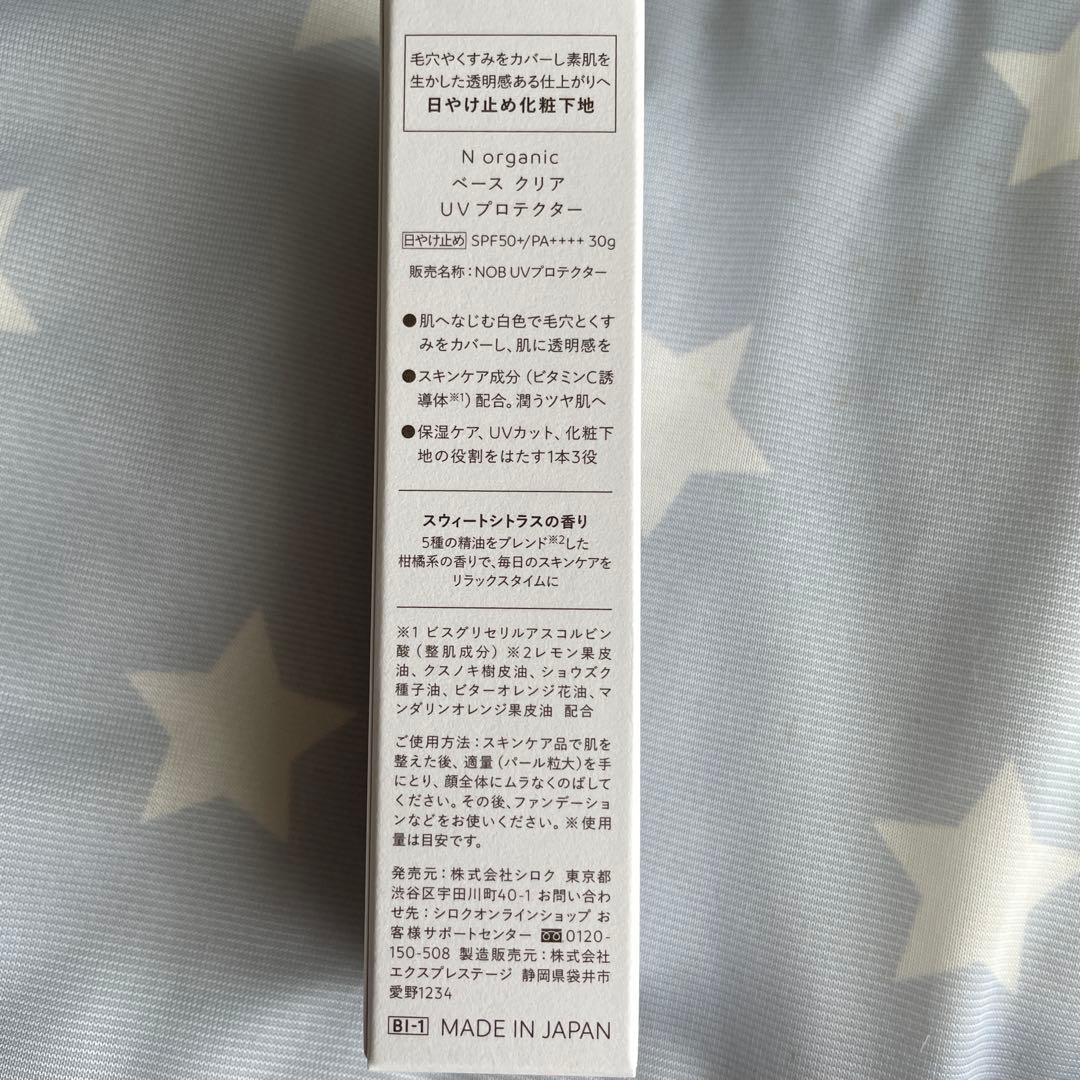 毛穴やくすみをカバーし素肌を
生かした透明感ある仕上がりへ
日やけ止め化粧下地
N organic
ベース クリア
UVプロテクター
日やけ止め SPF50+/PA++++ 30g
販売名称：NOB UVプロテクター
●肌へなじむ白色で毛穴とくす
みをカバーし、肌に透明感を
●スキンケア成分（ビタミンC誘
導体※1）配合。潤うツヤ肌へ
●保湿ケア、UVカット、化粧下
地の役割をはたす1本3役
スウィートシトラスの香り
5種の精油をブレンド※2した
柑橘系の香りで、毎日のスキンケアを
リラックスタイムに
※1 ビスグリセリルアスコルビン
酸（整肌成分）※2レモン果皮
油、クスノキ樹皮油、ショウズク
種子油、ビターオレンジ花油、マ
ンダリンオレンジ果皮油 配合
ご使用方法：スキンケア品で肌を
整えた後、適量（パール粒大）を手
にとり、顔全体にムラなくのばして
ください。その後、ファンデーショ
ンなどをお使いください。※使用
量は目安です。
発売元：株式会社シロク 東京都
渋谷区宇田川町40-1 お問い合わ
せ先：シロクオンラインショップ お
客様サポートセンター 0120-
150-508 製造販売元：株式会社
エクスプレステージ 静岡県袋井市
愛野1234
BI-1 MADE IN JAPAN